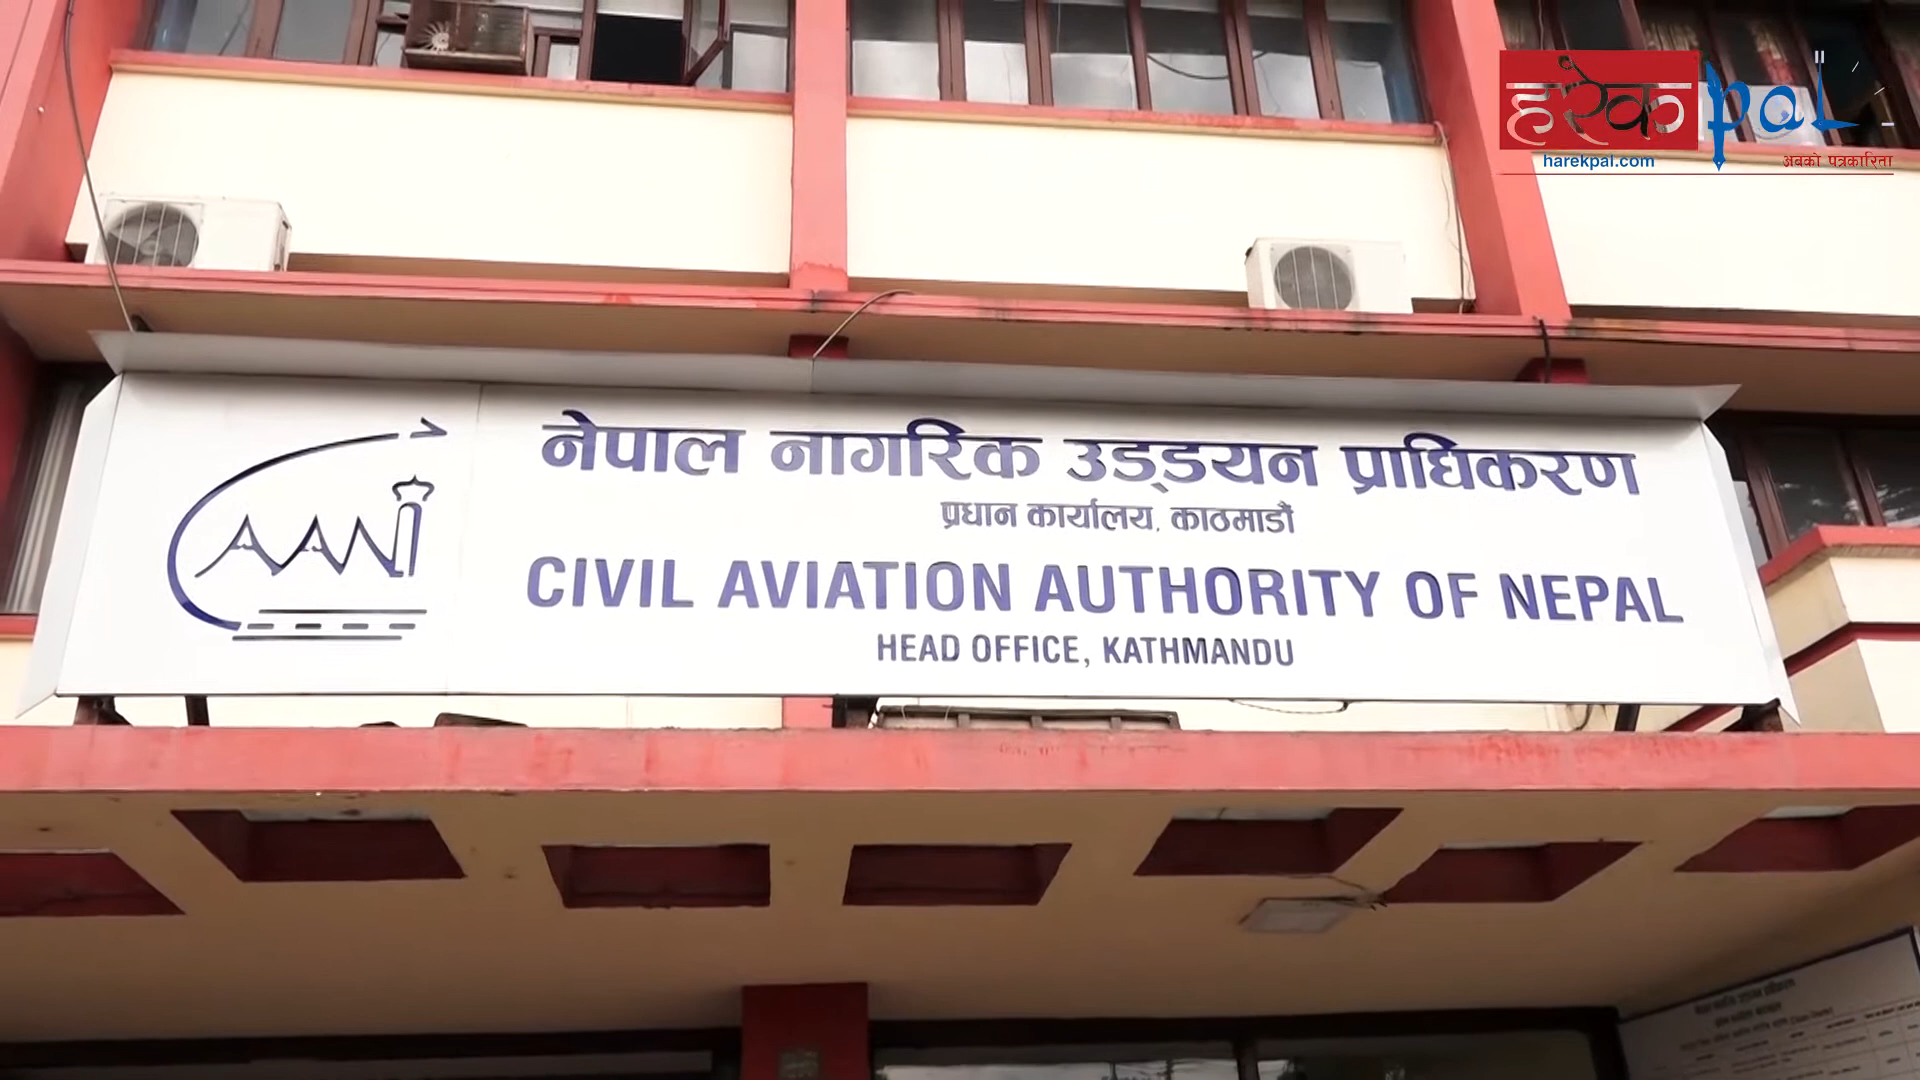 हरेकpal
harekpal.com
अबको पत्रकारिता
नेपाल नागरिक उड्डयन प्राधिकरण
प्रधान कार्यालय, काठमाडौं
CAAN
CIVIL AVIATION AUTHORITY OF NEPAL
HEAD OFFICE, KATHMANDU